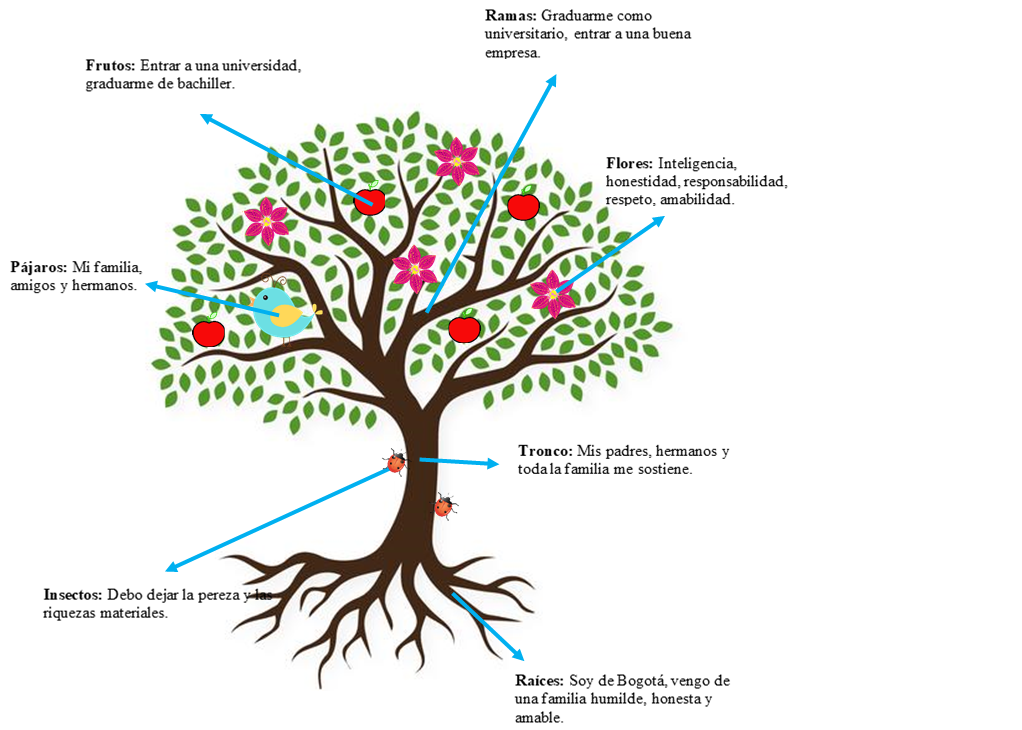 Ramas: Graduarme como
universitario, entrar a una buena
empresa.
Frutos: Entrar a una universidad,
graduarme de bachiller.
Flores: Inteligencia,
honestidad, responsabilidad,
respeto, amabilidad.
Pájaros: Mi familia,
amigos y hermanos.
Tronco: Mis padres, hermanos y
toda la familia me sostiene.
Insectos: Debo dejar la pereza y las
riquezas materiales.
Raíces: Soy de Bogotá, vengo de
una familia humilde, honesta y
amable.